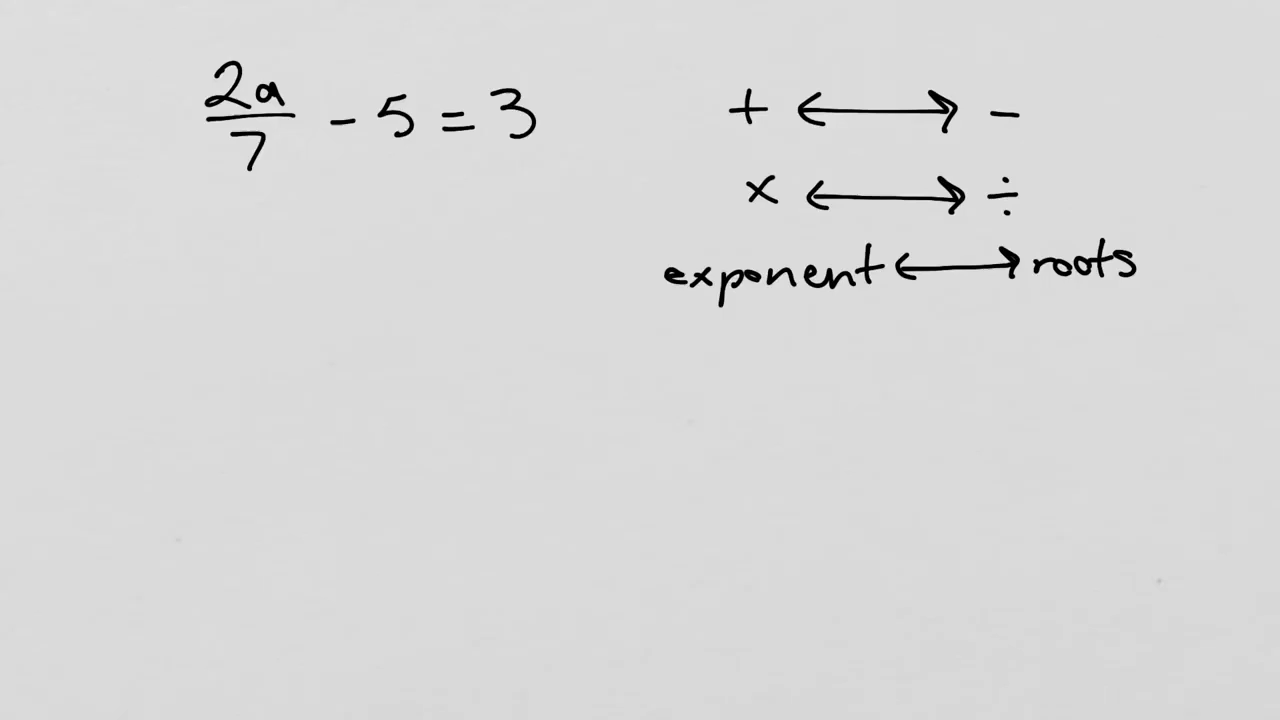 2a/7 - 5 = 3
+ ⟷ -
× ⟷ ÷
exponent ⟷ roots